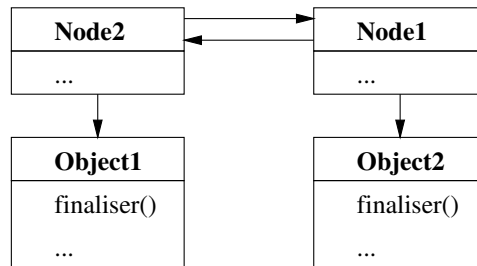 Node2
...
Node1
...
Object1
finaliser()
...
Object2
finaliser()
...